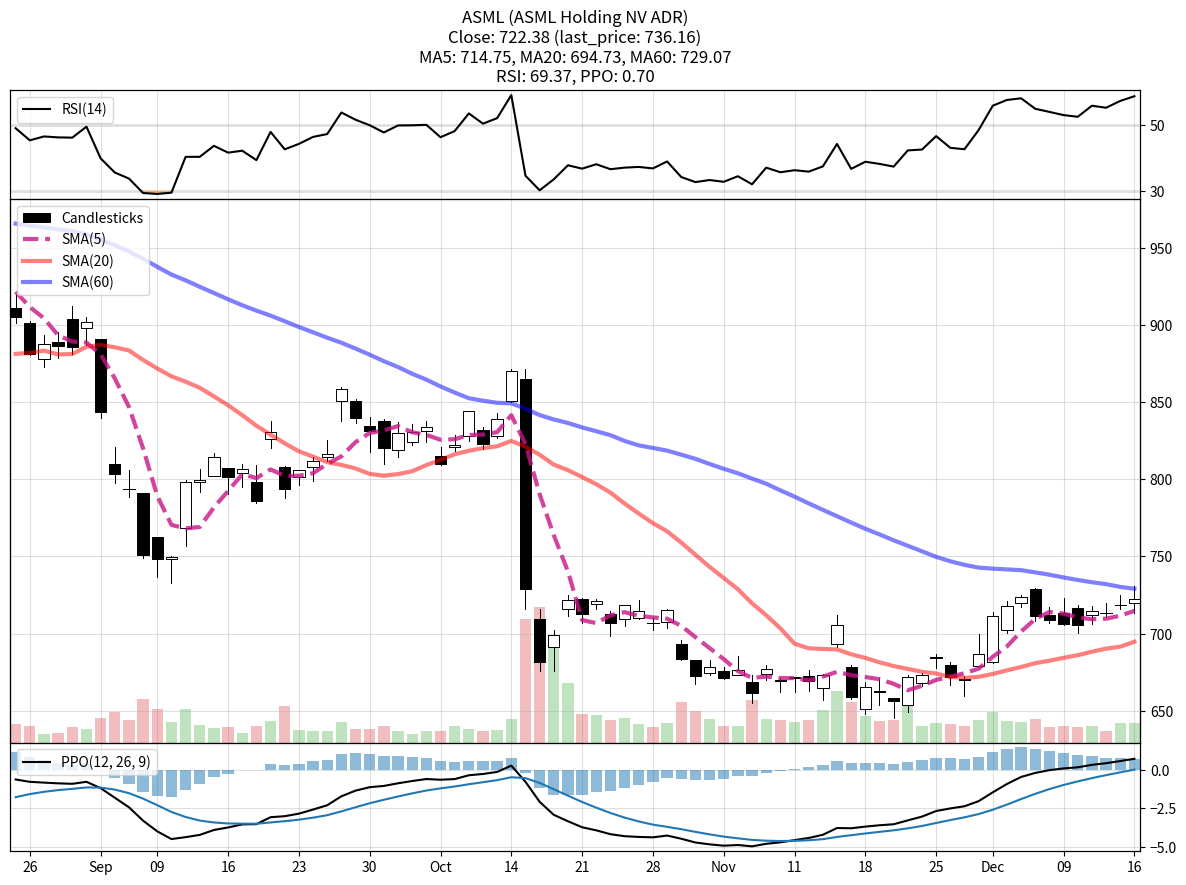 ASML (ASML Holding NV ADR)
Close: 722.38 (last_price: 736.16)
MA5: 714.75, MA20: 694.73, MA60: 729.07
RSI: 69.37, PPO: 0.70
RSI(14)
50
30
Candlesticks
SMA(5)
SMA(20)
SMA(60)
950
900
850
800
750
700
650
PPO(12, 26, 9)
0.0
−2.5
−5.0
26 Sep 09 16 23 30 Oct 14 21 28 Nov 11 18 25 Dec 09 16